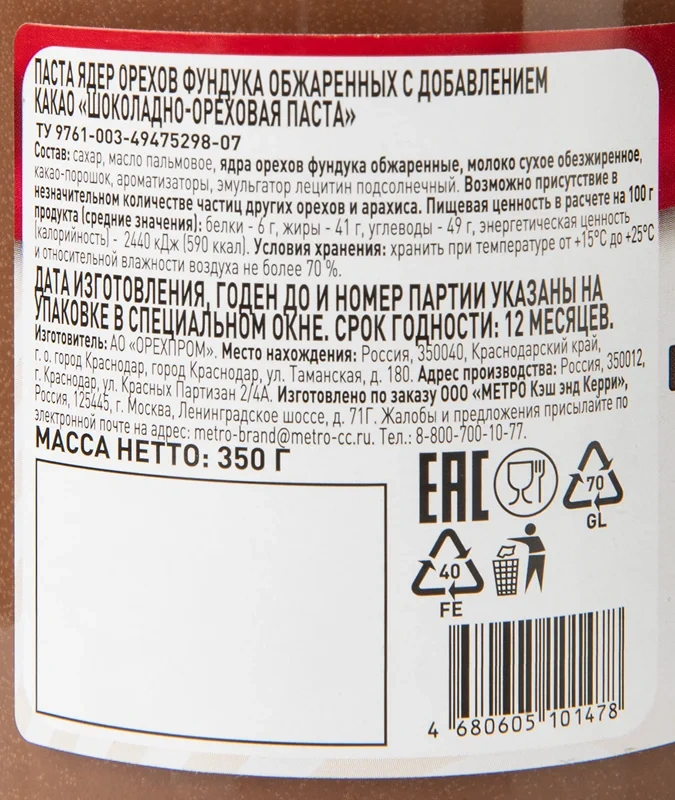 ПАСТА ЯДЕР ОРЕХОВ ФУНДУКА ОБЖАРЕННЫХ С ДОБАВЛЕНИЕМ
КАКАО «ШОКОЛАДНО-ОРЕХОВАЯ ПАСТА»
ТУ 9761-003-49475298-07
Состав: сахар, масло пальмовое, ядра орехов фундука обжаренные, молоко сухое обезжиренное,
какао-порошок, ароматизаторы, эмульгатор лецитин подсолнечный. Возможно присутствие в
незначительном количестве частиц других орехов и арахиса. Пищевая ценность в расчете на 100 г
продукта (средние значения): белки - 6 г, жиры - 41 г, углеводы - 49 г, энергетическая ценность
(калорийность) - 2440 кДж (590 ккал). Условия хранения: хранить при температуре от +15°C до +25°C
и относительной влажности воздуха не более 70 %.
ДАТА ИЗГОТОВЛЕНИЯ, ГОДЕН ДО И НОМЕР ПАРТИИ УКАЗАНЫ НА
УПАКОВКЕ В СПЕЦИАЛЬНОМ ОКНЕ. СРОК ГОДНОСТИ: 12 МЕСЯЦЕВ.
Изготовитель: АО «ОРЕХПРОМ». Место нахождения: Россия, 350040, Краснодарский край,
г. о. город Краснодар, город Краснодар, ул. Таманская, д. 180. Адрес производства: Россия, 350012,
г. Краснодар, ул. Красных Партизан 2/4А. Изготовлено по заказу ООО «МЕТРО Кэш энд Керри»,
Россия, 125445, г. Москва, Ленинградское шоссе, д. 71Г. Жалобы и предложения присылайте по
электронной почте на адрес: metro-brand@metro-cc.ru. Тел.: 8-800-700-10-77.
МАССА НЕТТО: 350 Г
EAC
70
GL
40
FE
4 680605 101478